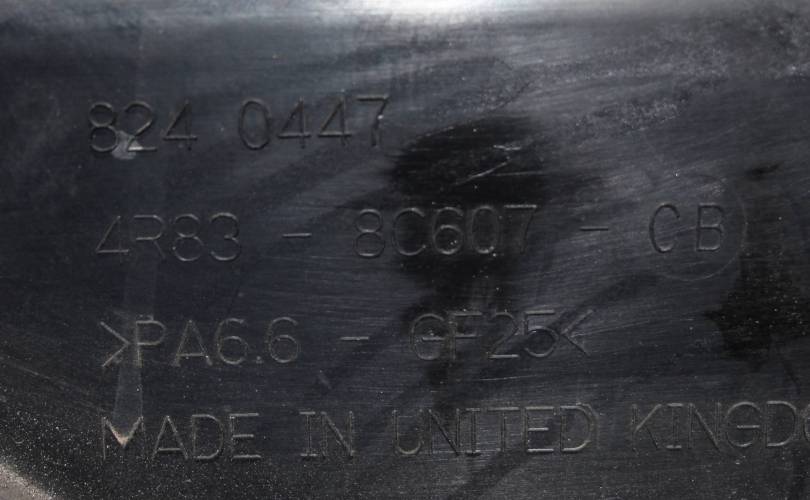 824 0447
4R83 - 8C607 - CB
>PA6.6 - GF25<
MADE IN UNITED KINGDO